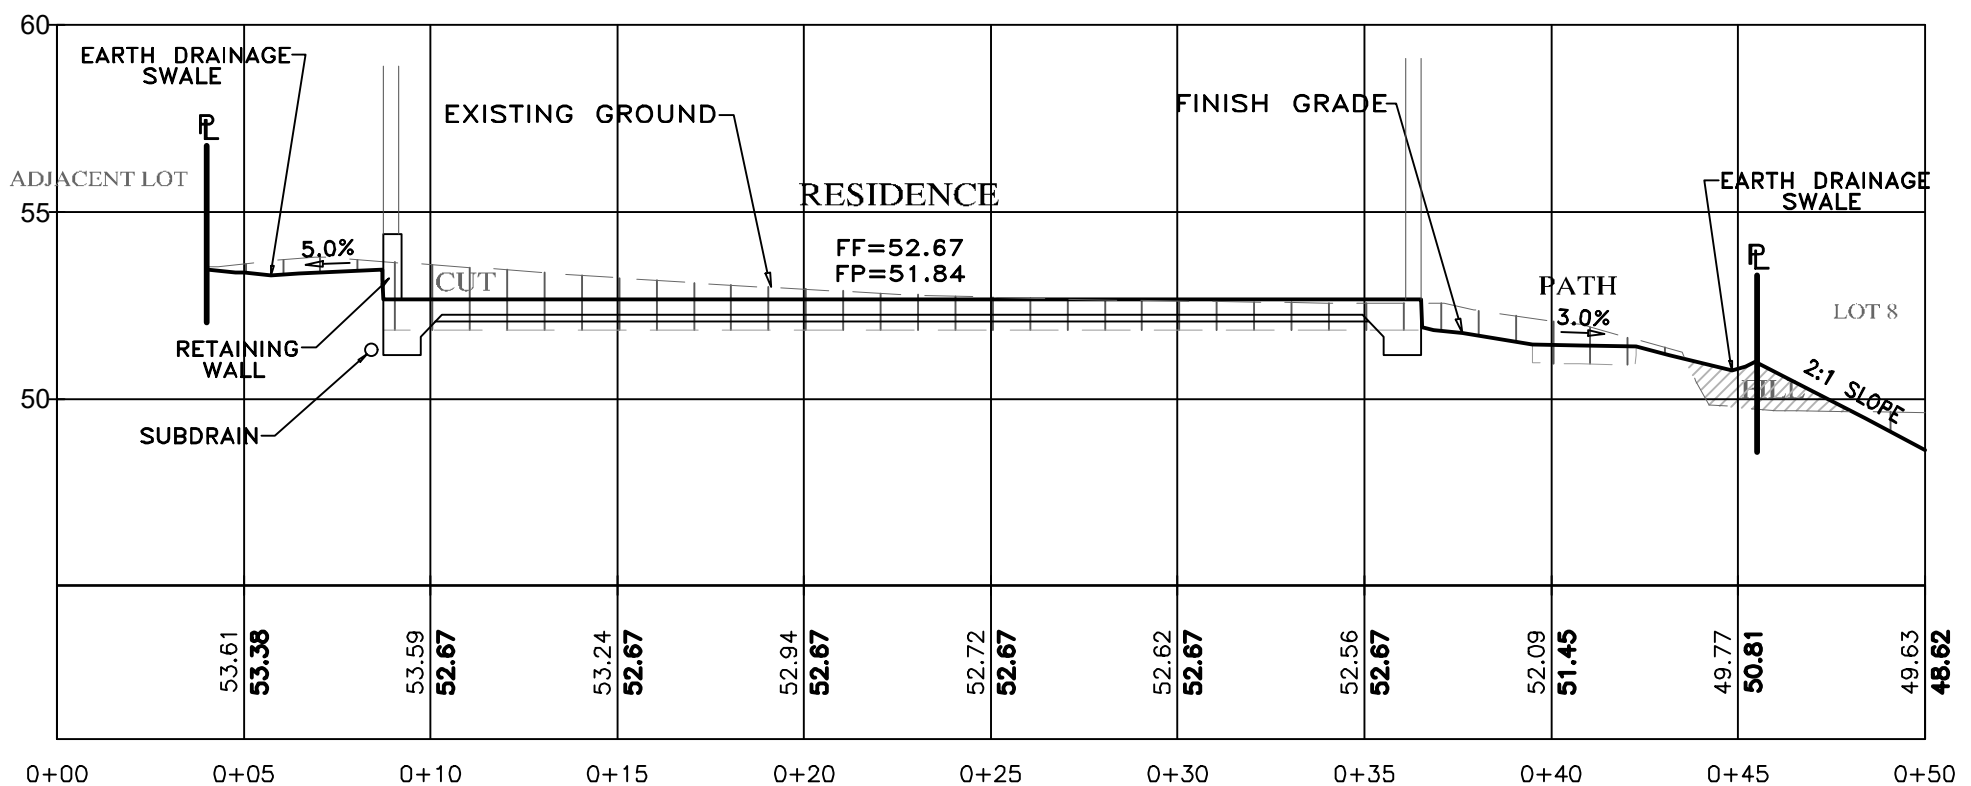 60
EARTH DRAINAGE
SWALE
EXISTING GROUND
FINISH GRADE
PL
ADJACENT LOT
RESIDENCE
EARTH DRAINAGE
SWALE
55
5.0%
FF=52.67
FP=51.84
CUT
PL
PATH
3.0%
LOT 8
RETAINING
WALL
2:1 SLOPE
FILL
50
SUBDRAIN
53.61
53.38
53.59
52.67
53.24
52.67
52.94
52.67
52.72
52.67
52.62
52.67
52.56
52.67
52.09
51.45
49.77
50.81
49.63
48.62
0+00 0+05 0+10 0+15 0+20 0+25 0+30 0+35 0+40 0+45 0+50